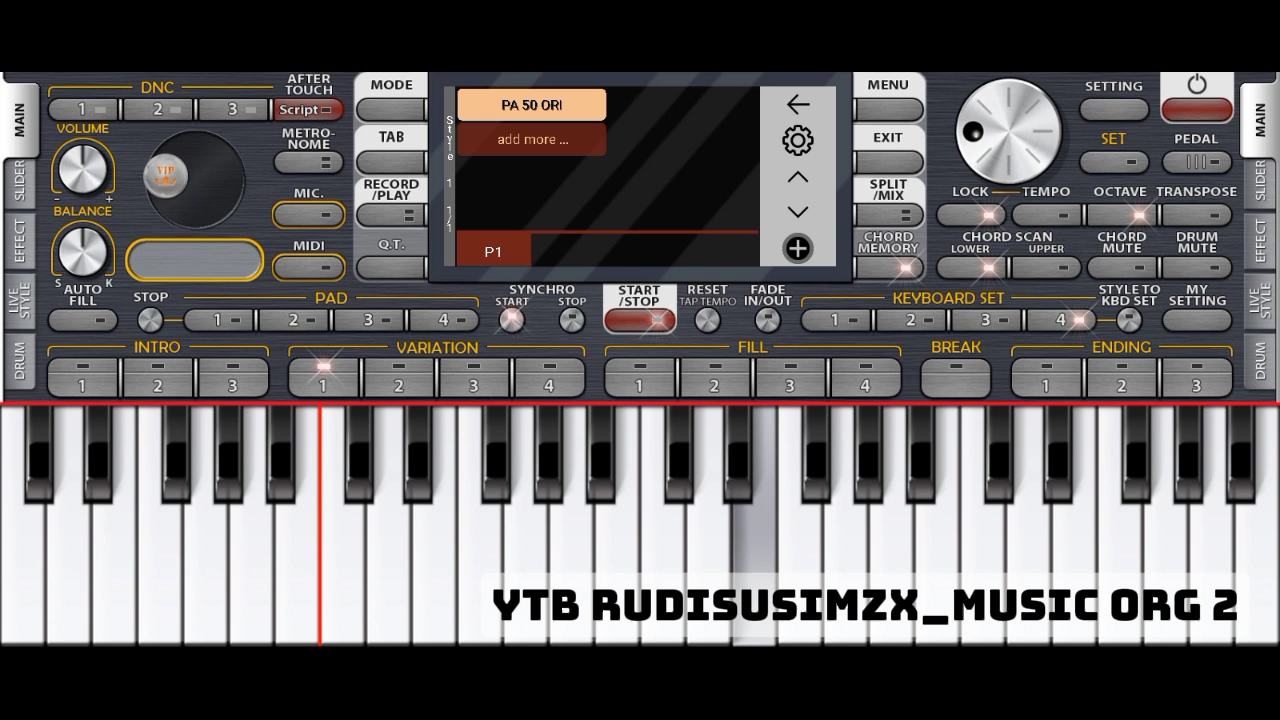 DNC
AFTER
TOUCH
1 2 3 Script
MODE
MENU
SETTING
PA 50 ORI
add more ...
Style 1 1/1
P1
MAIN
SLIDER
EFFECT
LIVE
STYLE
DRUM
VOLUME
- +
METRO-
NOME
TAB
EXIT
SET
PEDAL
VIP
MIC.
RECORD
/PLAY
SPLIT
/MIX
LOCK TEMPO OCTAVE TRANSPOSE
BALANCE
S K
MIDI
Q.T.
CHORD
MEMORY
CHORD SCAN
LOWER UPPER
CHORD
MUTE
DRUM
MUTE
MAIN
SLIDER
EFFECT
LIVE
STYLE
DRUM
AUTO
FILL
STOP
PAD
1 2 3 4
SYNCHRO
START STOP
START
/STOP
RESET
TAP TEMPO
FADE
IN/OUT
KEYBOARD SET
1 2 3 4
STYLE TO
KBD SET
MY
SETTING
INTRO
1 2 3
VARIATION
1 2 3 4
FILL
1 2 3 4
BREAK
ENDING
1 2 3
YTB RUDISUSIMZX_MUSIC ORG 2